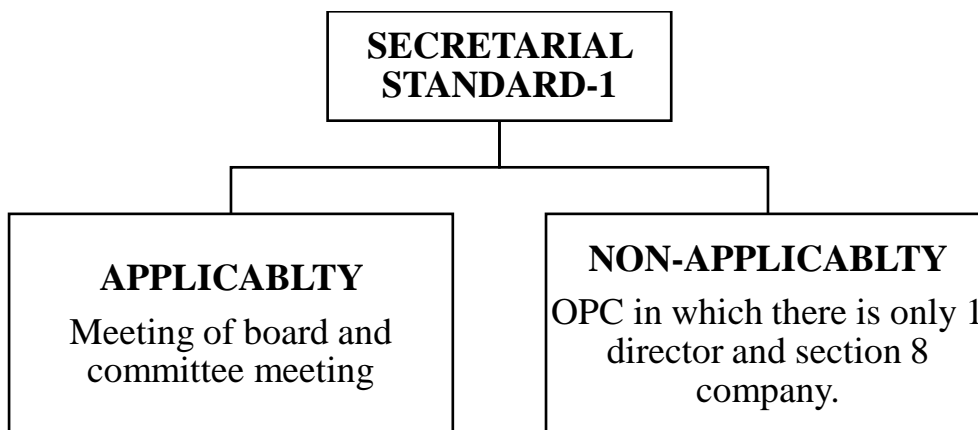 SECRETARIAL
STANDARD-1
APPLICABLTY
Meeting of board and
committee meeting
NON-APPLICABLTY
OPC in which there is only 1
director and section 8
company.